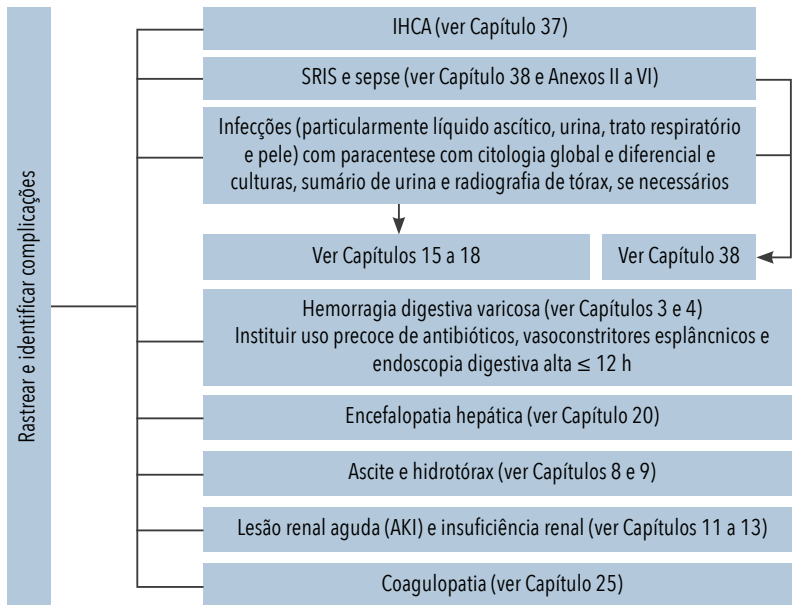 Rastrear e identificar complicações
IHCA (ver Capítulo 37)
SRIS e sepse (ver Capítulo 38 e Anexos II a VI)
Infecções (particularmente líquido ascítico, urina, trato respiratório
e pele) com paracentese com citologia global e diferencial e
culturas, sumário de urina e radiografia de tórax, se necessários
Ver Capítulos 15 a 18
Ver Capítulo 38
Hemorragia digestiva varicosa (ver Capítulos 3 e 4)
Instituir uso precoce de antibióticos, vasoconstritores esplâncnicos e
endoscopia digestiva alta ≤ 12 h
Encefalopatia hepática (ver Capítulo 20)
Ascite e hidrotórax (ver Capítulos 8 e 9)
Lesão renal aguda (AKI) e insuficiência renal (ver Capítulos 11 a 13)
Coagulopatia (ver Capítulo 25)